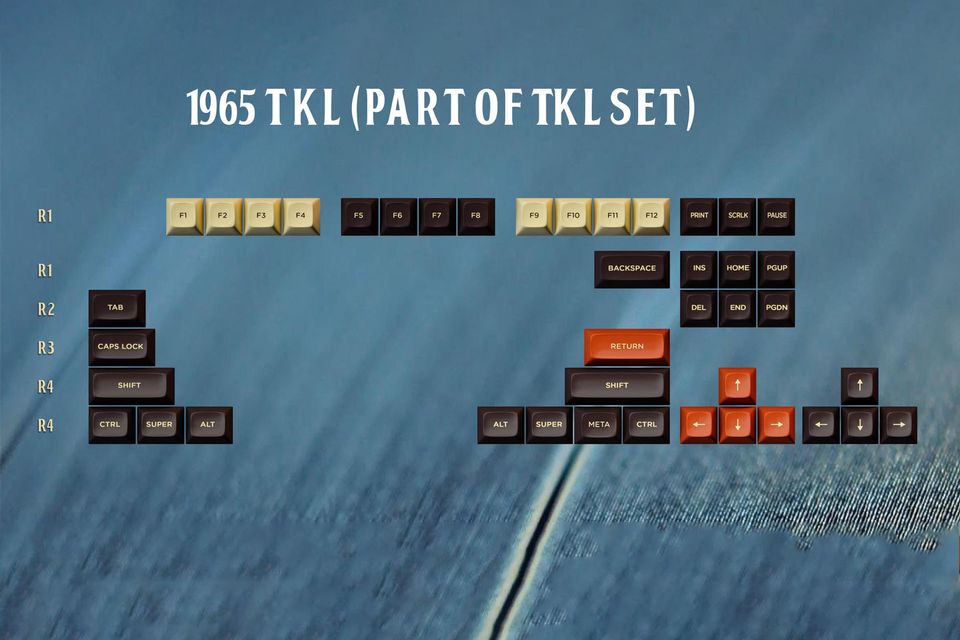 1965 TKL (PART OF TKL SET)
R1 F1 F2 F3 F4 F5 F6 F7 F8 F9 F10 F11 F12 PRINT SCRLK PAUSE
R1 BACKSPACE INS HOME PGUP
R2 TAB DEL END PGDN
R3 CAPS LOCK RETURN
R4 SHIFT SHIFT ↑ ↑
R4 CTRL SUPER ALT ALT SUPER META CTRL ← ↓ → ← ↓ →